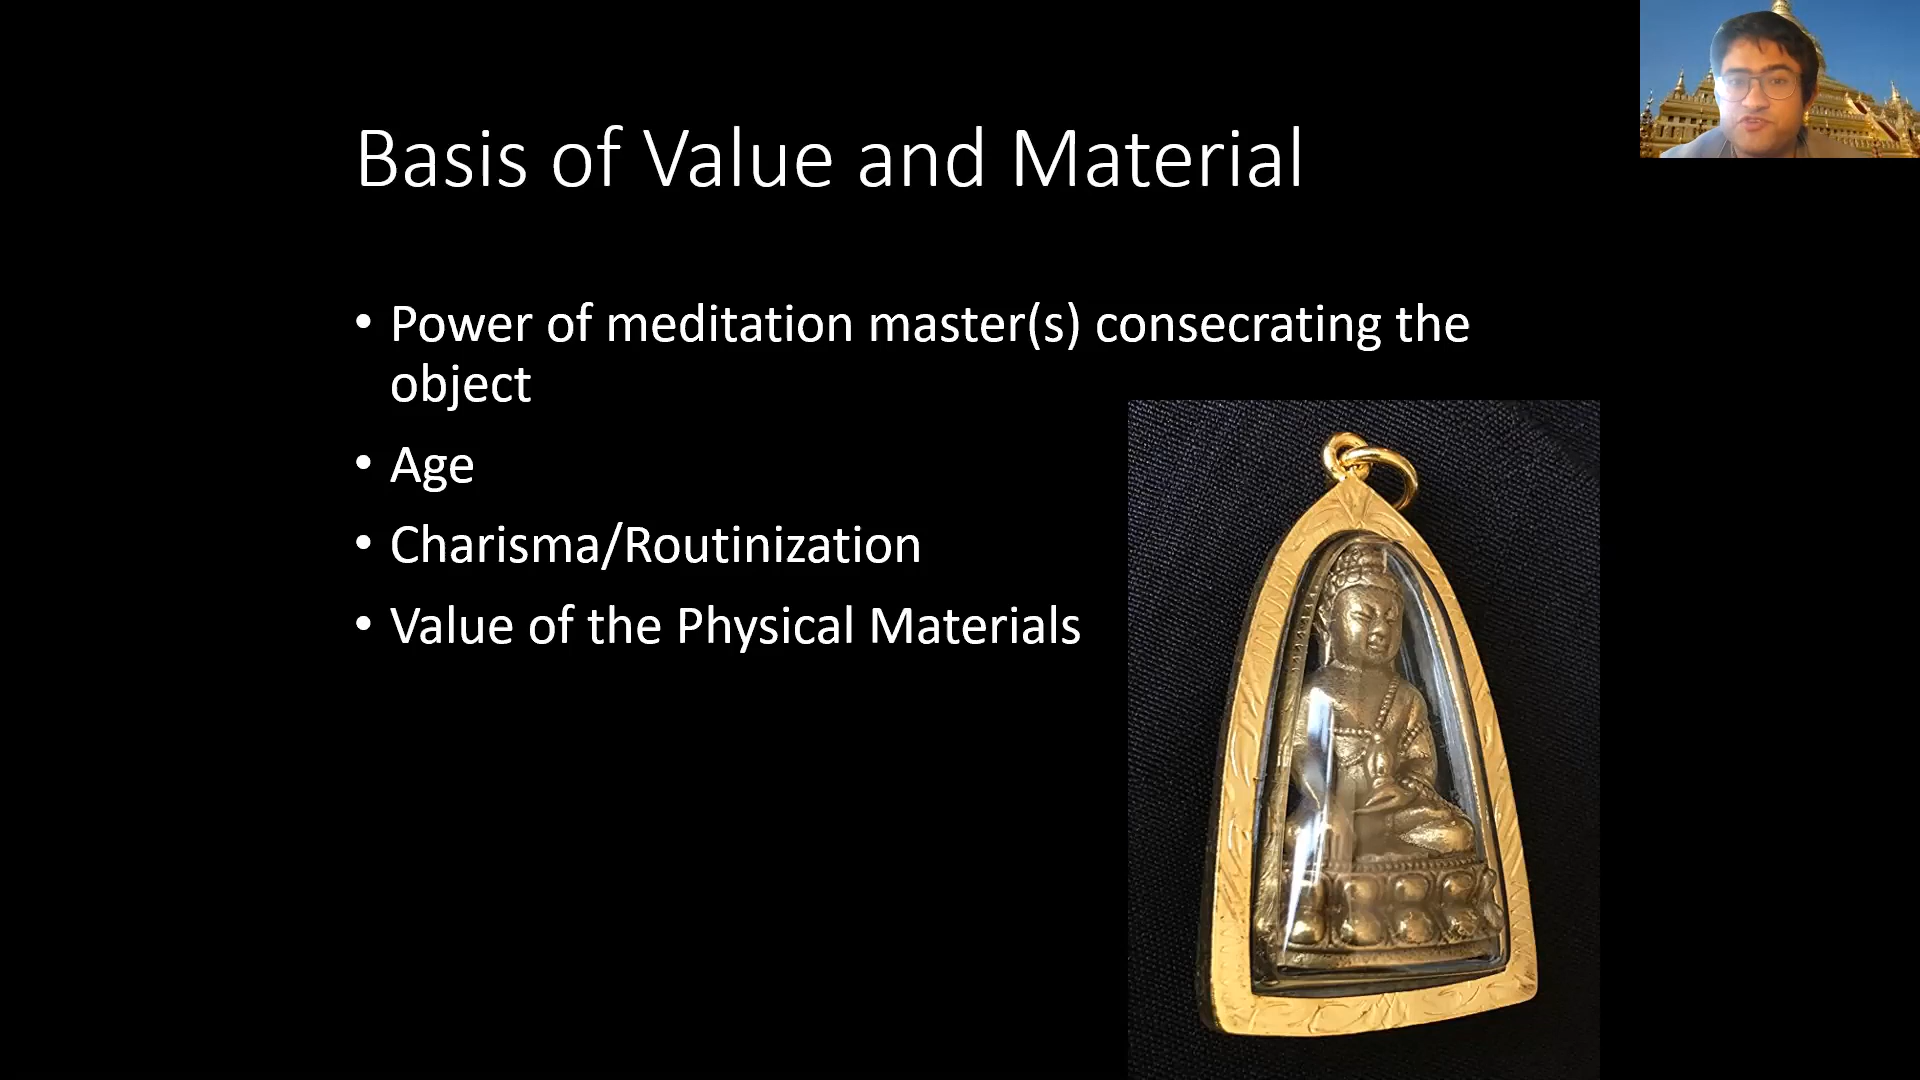 Basis of Value and Material
• Power of meditation master(s) consecrating the
object
• Age
• Charisma/Routinization
• Value of the Physical Materials